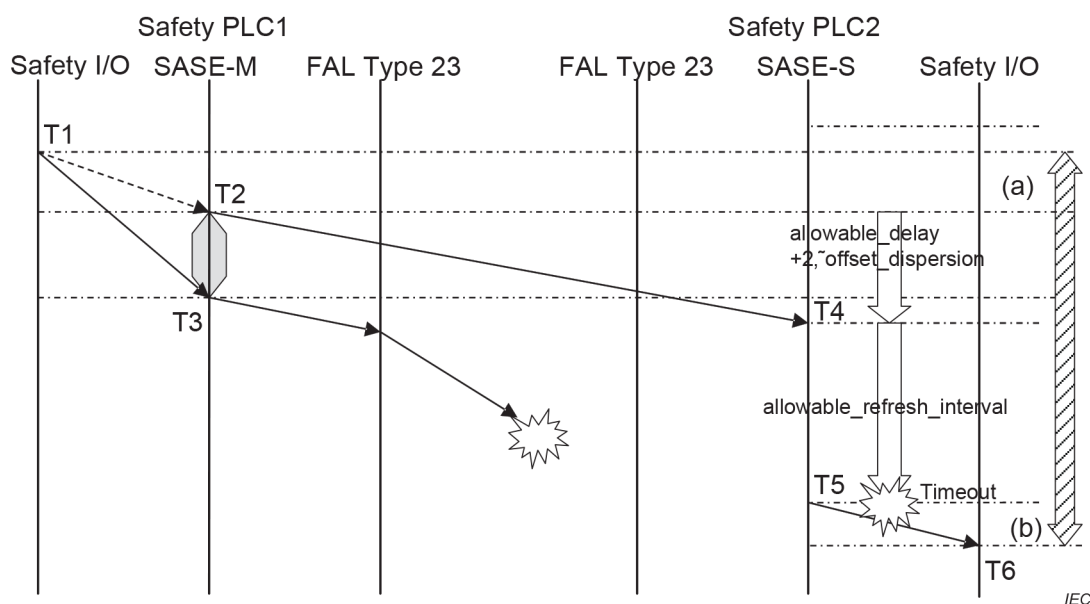 Safety PLC1 Safety PLC2
Safety I/O SASE-M FAL Type 23 FAL Type 23 SASE-S Safety I/O
T1
T2
(a)
allowable_delay
+2,˜offset_dispersion
T3
T4
allowable_refresh_interval
T5
Timeout
(b)
T6
IEC